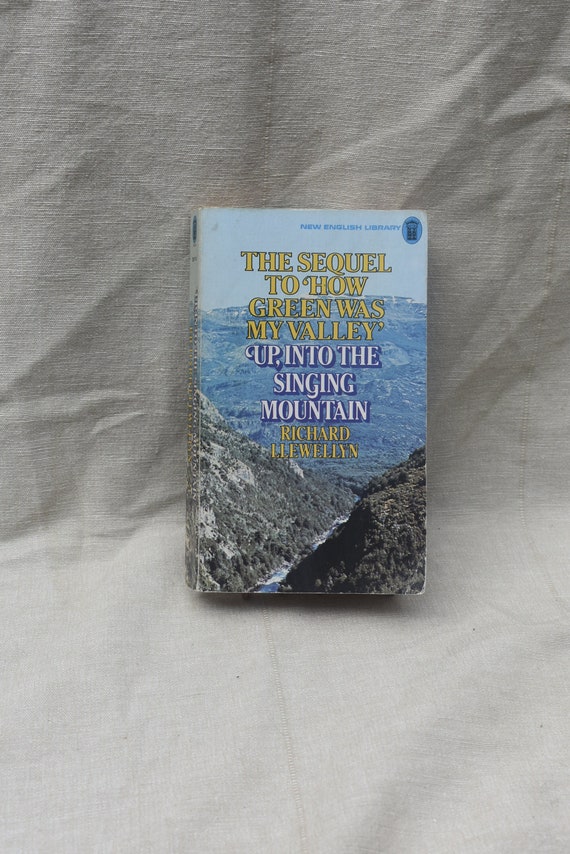 NEW ENGLISH LIBRARY
THE SEQUEL
TO 'HOW
GREEN WAS
MY VALLEY'
UP, INTO THE
SINGING
MOUNTAIN
RICHARD
LLEWELLYN